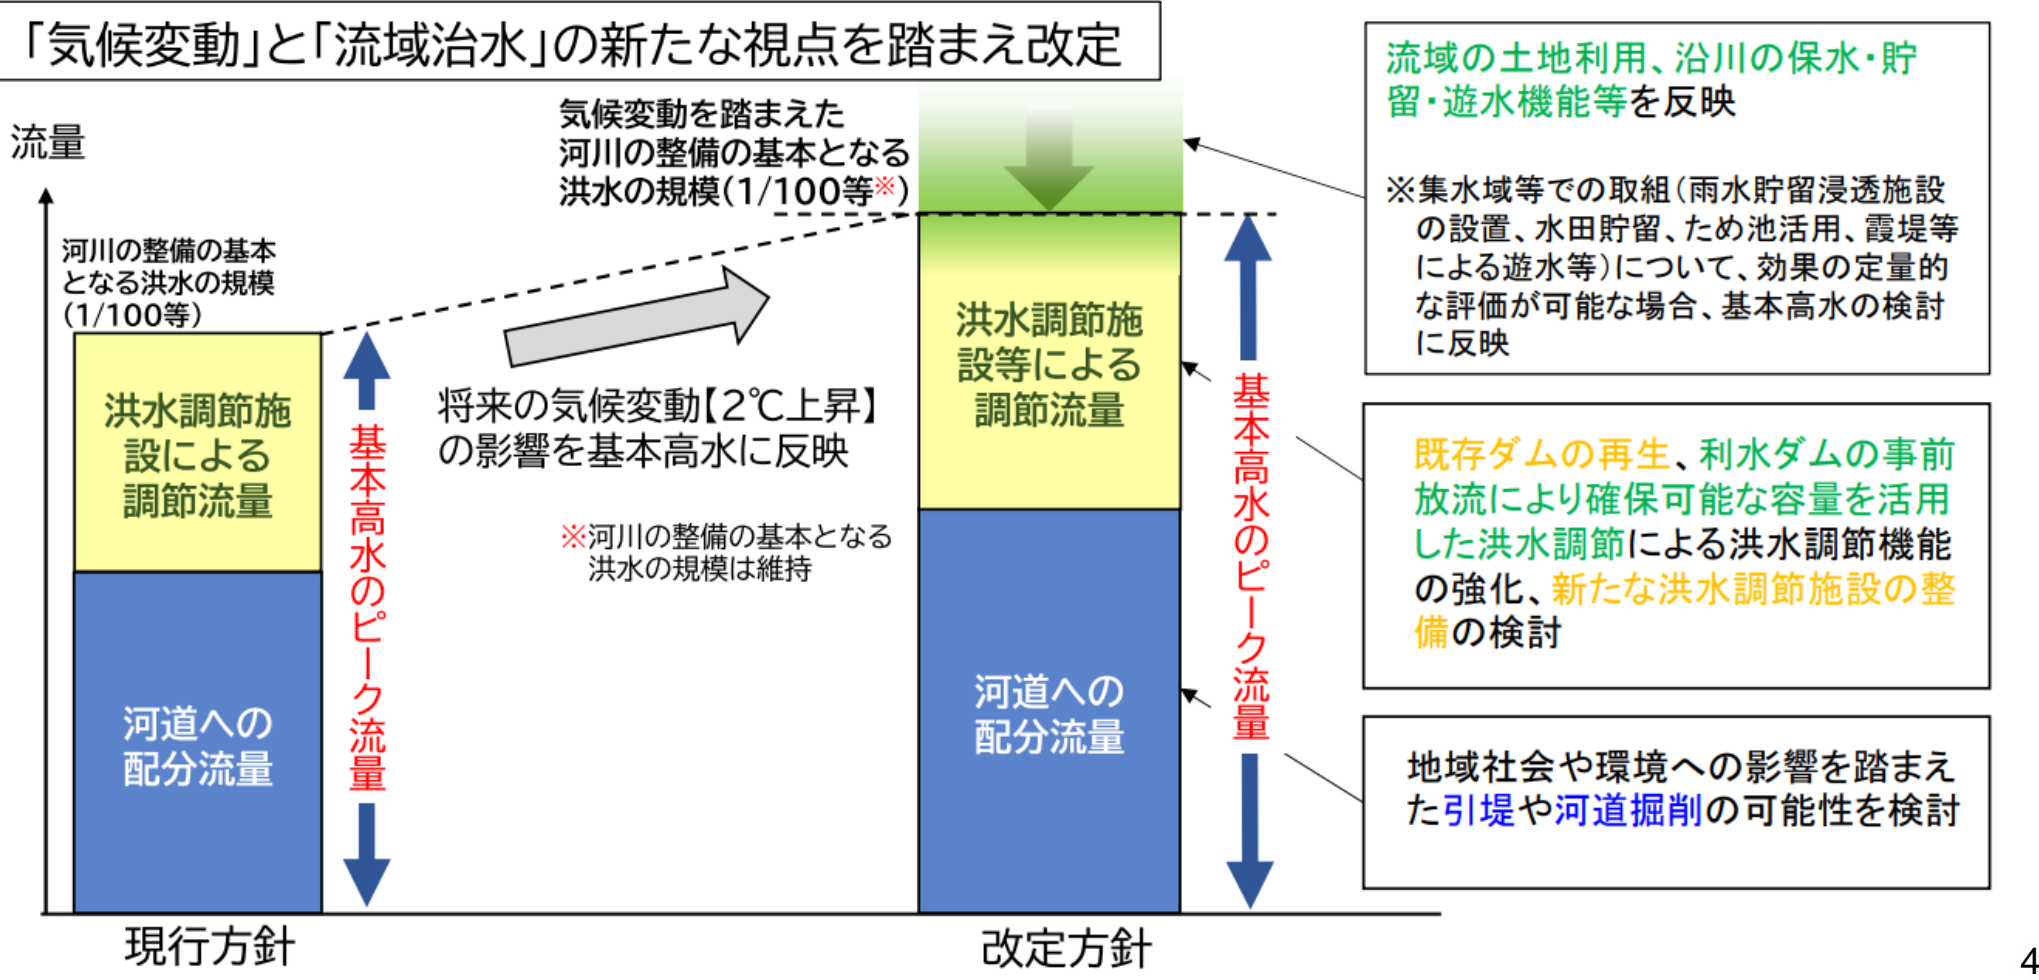 「気候変動」と「流域治水」の新たな視点を踏まえ改定
流量
河川の整備の基本
となる洪水の規模
(1/100等)
洪水調節施
設による
調節流量
河道への
配分流量
基本高水のピーク流量
現行方針
気候変動を踏まえた
河川の整備の基本となる
洪水の規模(1/100等※)
将来の気候変動【2℃上昇】
の影響を基本高水に反映
※河川の整備の基本となる
洪水の規模は維持
洪水調節施
設等による
調節流量
河道への
配分流量
基本高水のピーク流量
改定方針
流域の土地利用、沿川の保水・貯
留・遊水機能等を反映
※集水域等での取組(雨水貯留浸透施設
の設置、水田貯留、ため池活用、霞堤等
による遊水等)について、効果の定量的
な評価が可能な場合、基本高水の検討
に反映
既存ダムの再生、利水ダムの事前
放流により確保可能な容量を活用
した洪水調節による洪水調節機能
の強化、新たな洪水調節施設の整
備の検討
地域社会や環境への影響を踏まえ
た引堤や河道掘削の可能性を検討
4